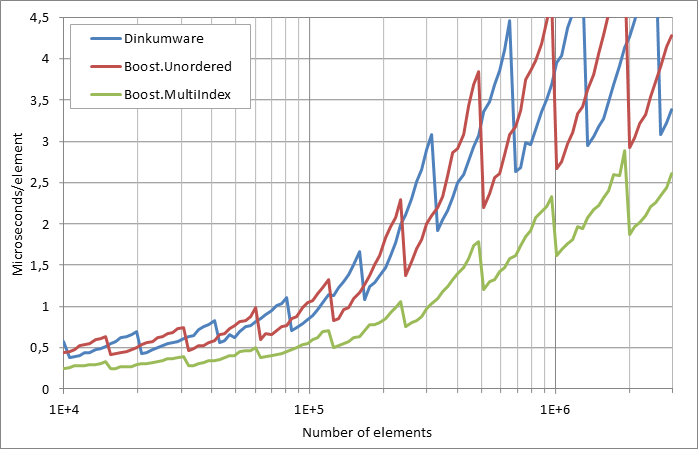 4,5
4
3,5
3
2,5
2
1,5
1
0,5
0
Microseconds/element
Dinkumware
Boost.Unordered
Boost.MultiIndex
1E+4
1E+5
1E+6
Number of elements